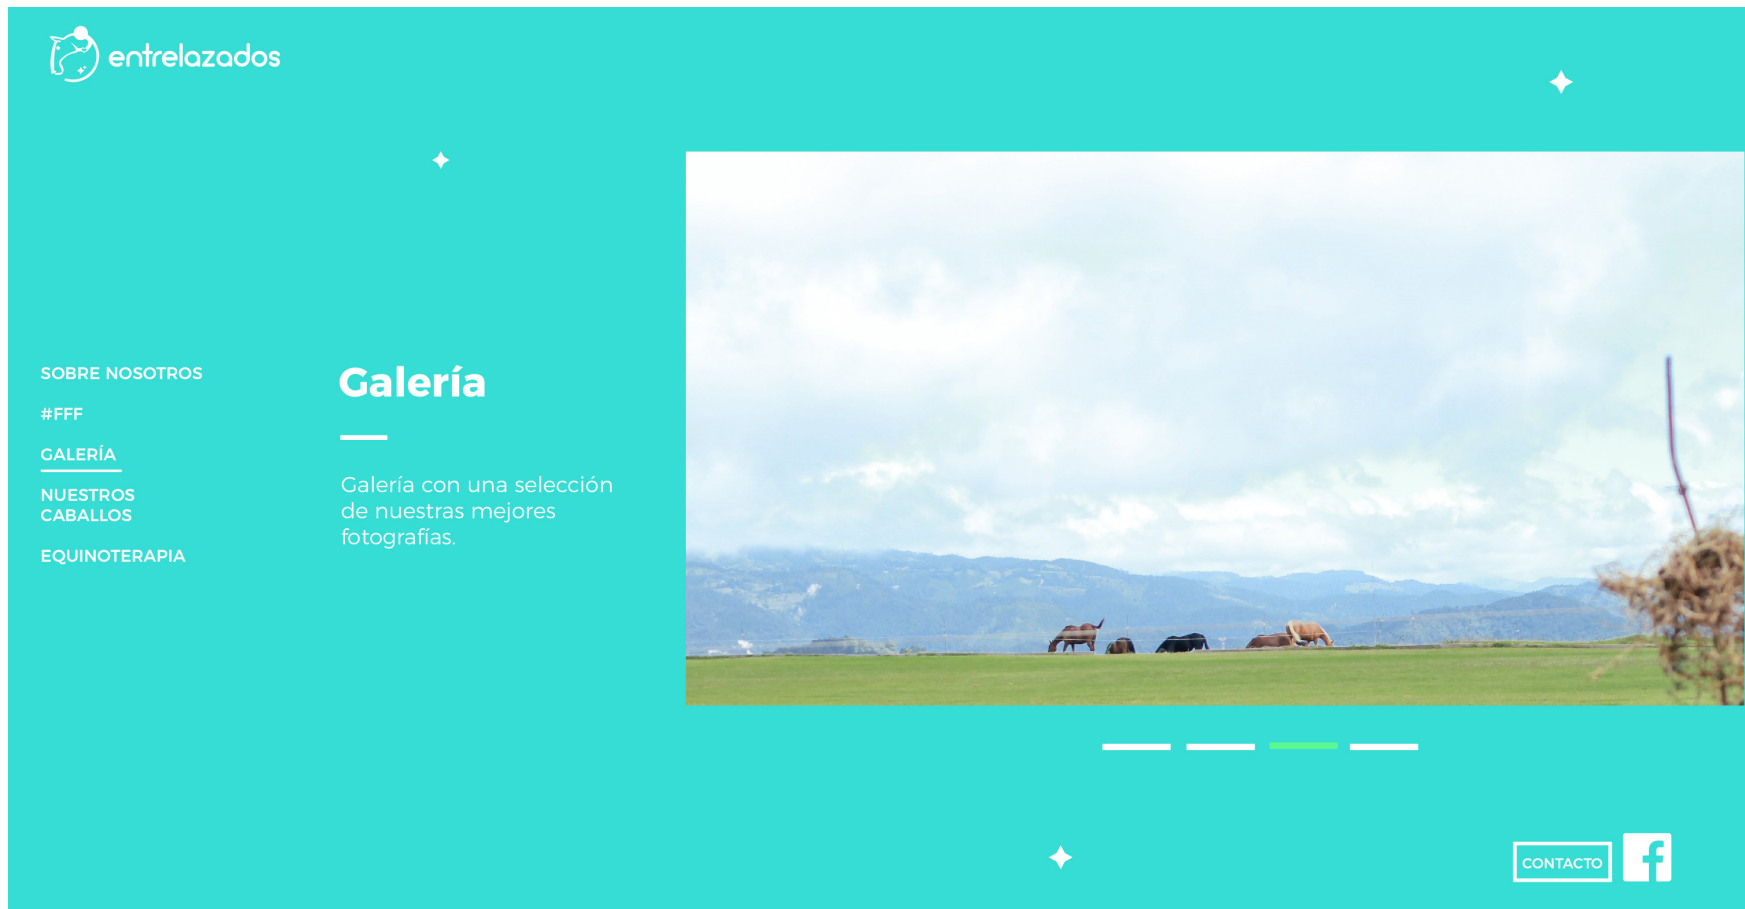 entrelazados
SOBRE NOSOTROS
#FFF
GALERÍA
NUESTROS
CABALLOS
EQUINOTERAPIA
Galería
Galería con una selección
de nuestras mejores
fotografías.
CONTACTO